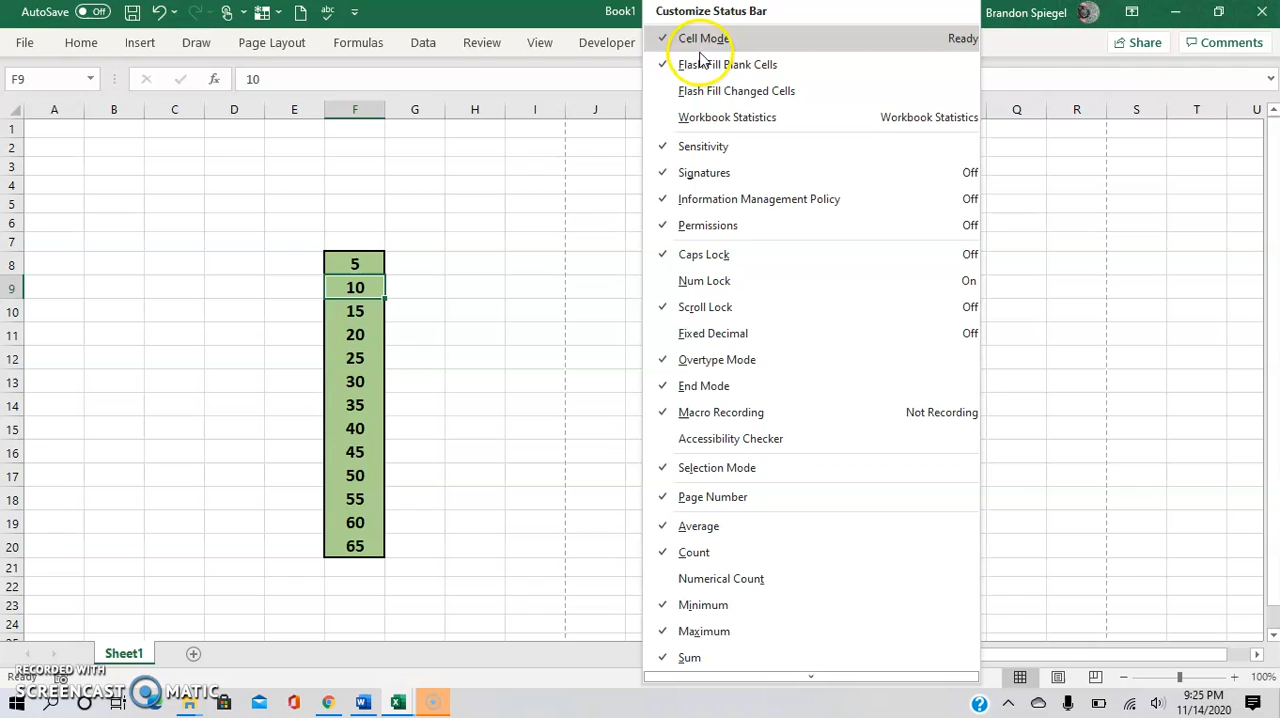 AutoSave Off
Book1
Customize Status Bar
Brandon Spiegel
File Home Insert Draw Page Layout Formulas Data Review View Developer
Share Comments
F9
fx
10
A B C D E F G H I J Q R S T U
1
2
3
4
5
6
7
8
9
10
11
12
13
14
15
16
17
18
19
20
21
22
23
24
5
10
15
20
25
30
35
40
45
50
55
60
65
Cell Mode Ready
Flash Fill Blank Cells
Flash Fill Changed Cells
Workbook Statistics Workbook Statistics
Sensitivity
Signatures Off
Information Management Policy Off
Permissions Off
Caps Lock Off
Num Lock On
Scroll Lock Off
Fixed Decimal Off
Overtype Mode
End Mode
Macro Recording Not Recording
Accessibility Checker
Selection Mode
Page Number
Average
Count
Numerical Count
Minimum
Maximum
Sum
Sheet1
RECORDED WITH
SCREENCAST MATIC
Ready
100%
9:25 PM
11/14/2020